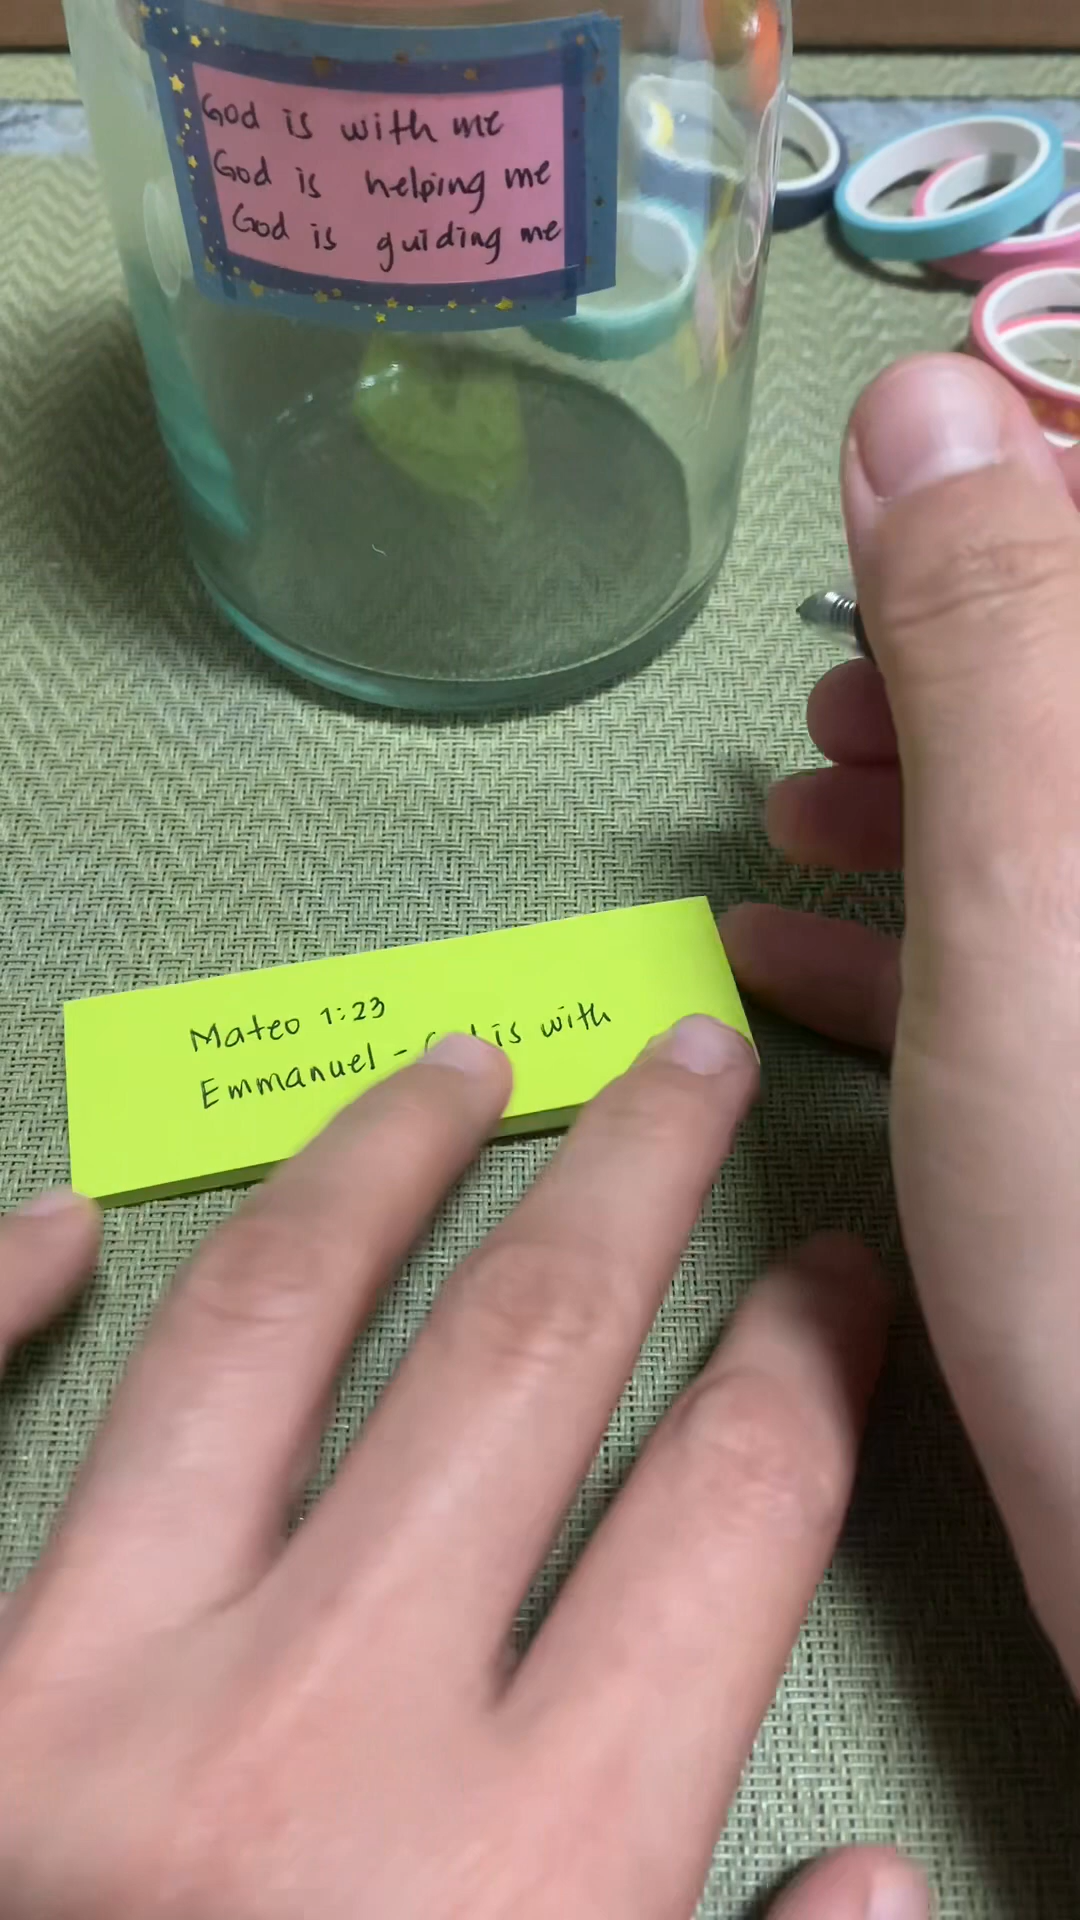 God is with me
God is helping me
God is guiding me
Mateo 1:23
Emmanuel - is with